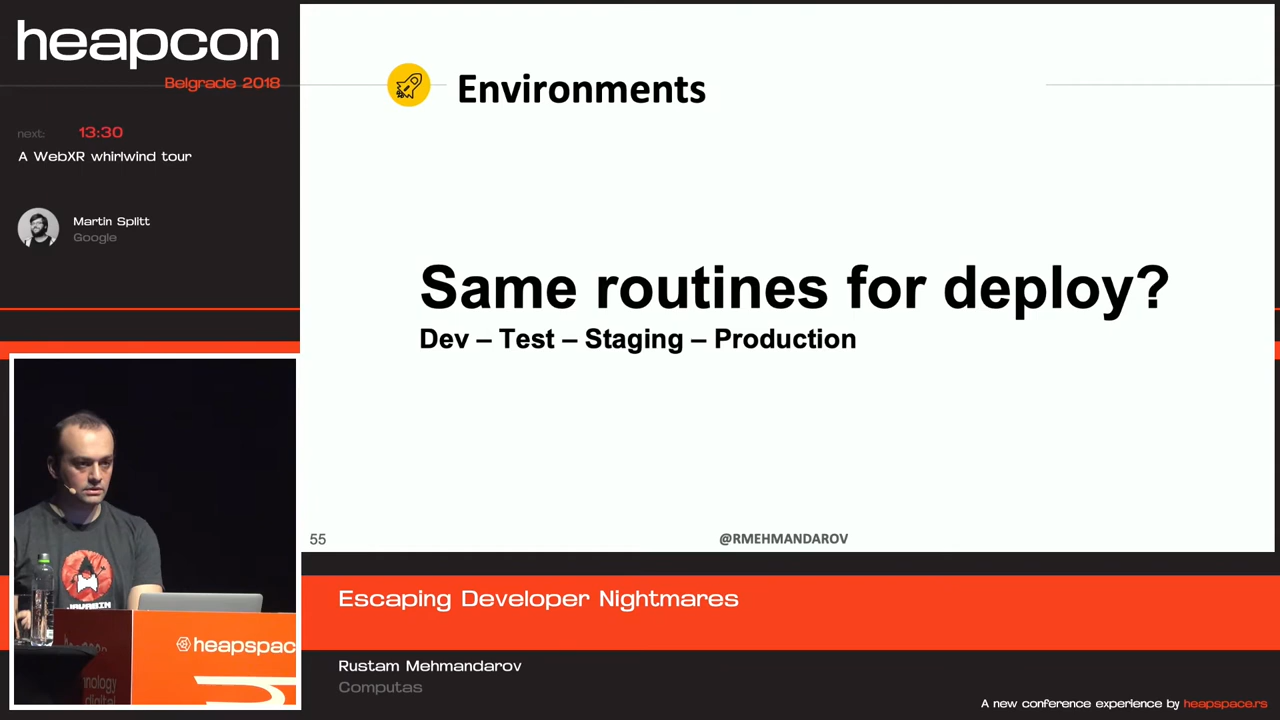 heapcon
Belgrade 2018
next: 13:30
A WebXR whirlwind tour
Martin Splitt
Google
Environments
Same routines for deploy?
Dev – Test – Staging – Production
55
@RMEHMANDAROV
heapspac
Escaping Developer Nightmares
Rustam Mehmandarov
Computas
A new conference experience by heapspace.rs